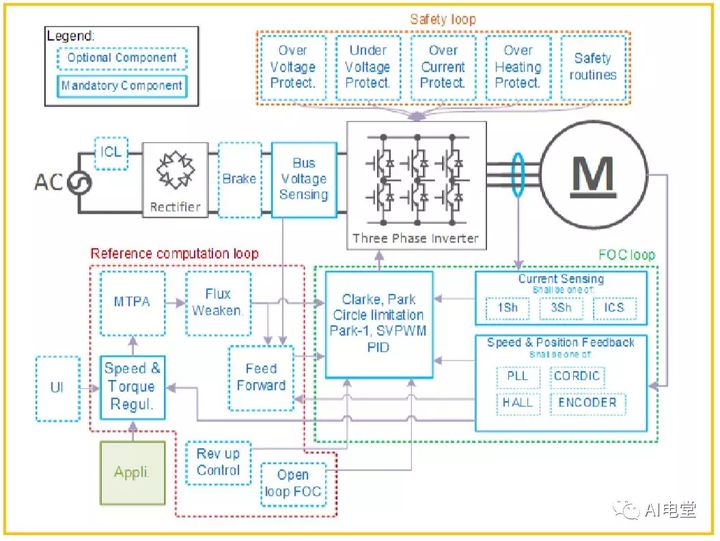 Safety loop
Legend:
Optional Component
Mandatory Component
Over
Voltage
Protect.
Under
Voltage
Protect.
Over
Current
Protect.
Over
Heating
Protect.
Safety
routines
AC
ICL
Rectifier
Brake
Bus
Voltage
Sensing
Three Phase Inverter
M
Reference computation loop
FOC loop
MTPA
Flux
Weaken.
Clarke, Park
Circle limitation
Park-1, SVPWM
PID
Current Sensing
Shall be one of:
1Sh
3Sh
ICS
Speed & Position Feedback
Shall be one of:
PLL
CORDIC
HALL
ENCODER
UI
Speed &
Torque
Regul.
Feed
Forward
Appli.
Rev up
Control
Open
loop FOC
AI电堂